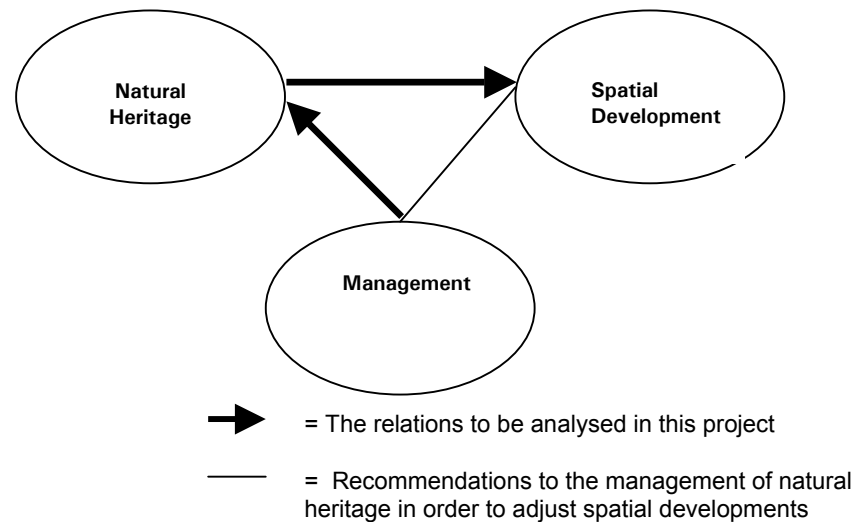 Natural
Heritage
Spatial
Development
Management
= The relations to be analysed in this project
= Recommendations to the management of natural
heritage in order to adjust spatial developments